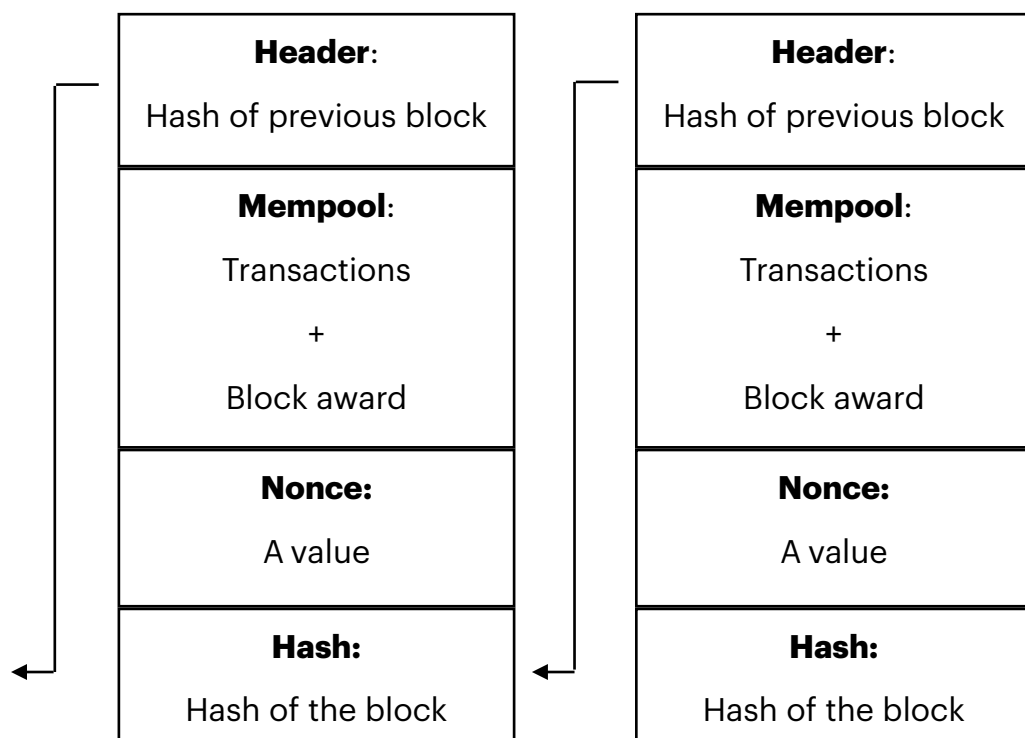 Header:
Hash of previous block
Mempool:
Transactions
+
Block award
Nonce:
A value
Hash:
Hash of the block
Header:
Hash of previous block
Mempool:
Transactions
+
Block award
Nonce:
A value
Hash:
Hash of the block